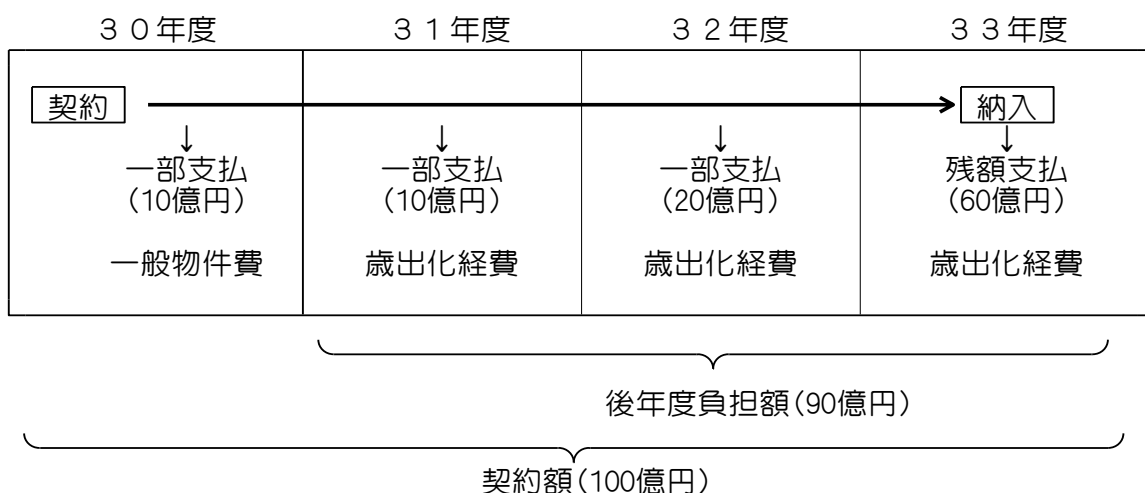 ３０年度 ３１年度 ３２年度 ３３年度
契約 納入
↓ ↓ ↓ ↓
一部支払 一部支払 一部支払 残額支払
(10億円) (10億円) (20億円) (60億円)
一般物件費 歳出化経費 歳出化経費 歳出化経費
後年度負担額(90億円)
契約額(100億円)